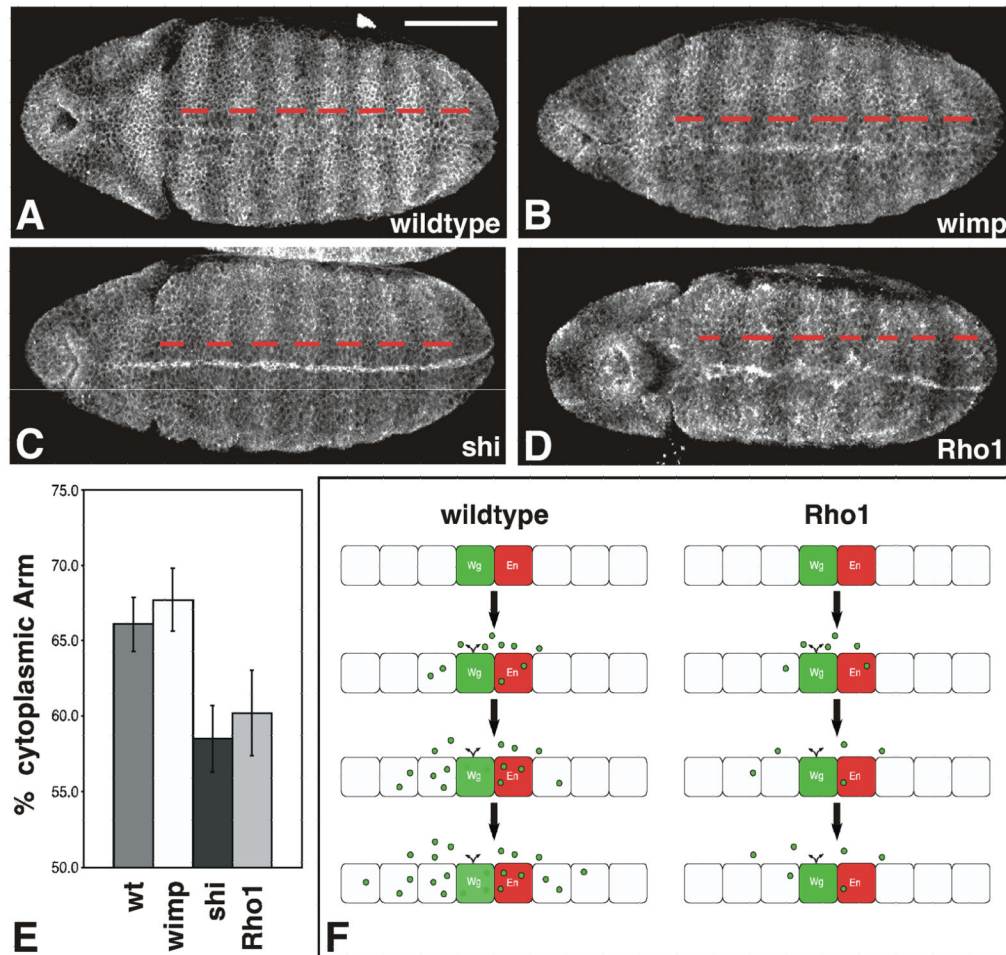 A
wildtype
B
wimp
C
shi
D
Rho1
E
% cytoplasmic Arm
75.0
70.0
65.0
60.0
55.0
50.0
wt
wimp
shi
Rho1
F
wildtype
Rho1
Wg En
Wg En
Wg En
Wg En
Wg En
Wg En
Wg En
Wg En